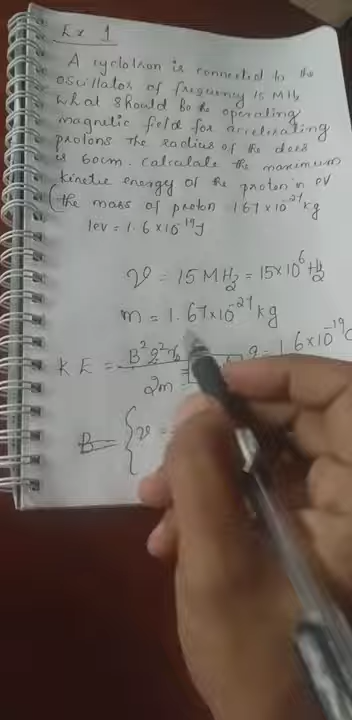 Ex 1
A cyclotron is connected to the
oscillator of frequency 15 MHz
what should be the operating
magnetic field for accelerating
protons the radius of the dees
is 60cm. Calculate the maximum
kinetic energy of the proton in eV
(the mass of proton 1.67×10⁻²⁷ kg
1ev = 1.6×10⁻¹⁹J
ν = 15 MHz = 15×10⁶ Hz
m = 1.67×10⁻²⁷ kg
KE = B²q²r² q = 1.6×10⁻¹⁹ C
2m
B = { ν =